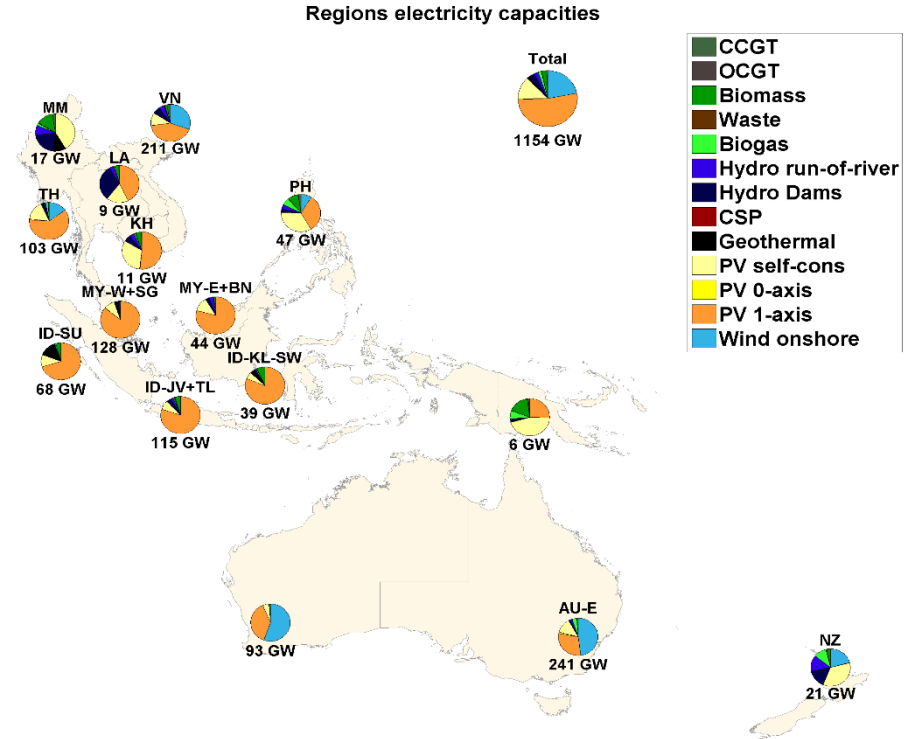 Regions electricity capacities
Total
1154 GW
CCGT
OCGT
Biomass
Waste
Biogas
Hydro run-of-river
Hydro Dams
CSP
Geothermal
PV self-cons
PV 0-axis
PV 1-axis
Wind onshore
MM
17 GW
VN
211 GW
LA
9 GW
TH
103 GW
KH
11 GW
PH
47 GW
MY-W+SG
128 GW
MY-E+BN
44 GW
ID-SU
68 GW
ID-KL-SW
39 GW
ID-JV+TL
115 GW
6 GW
93 GW
AU-E
241 GW
NZ
21 GW